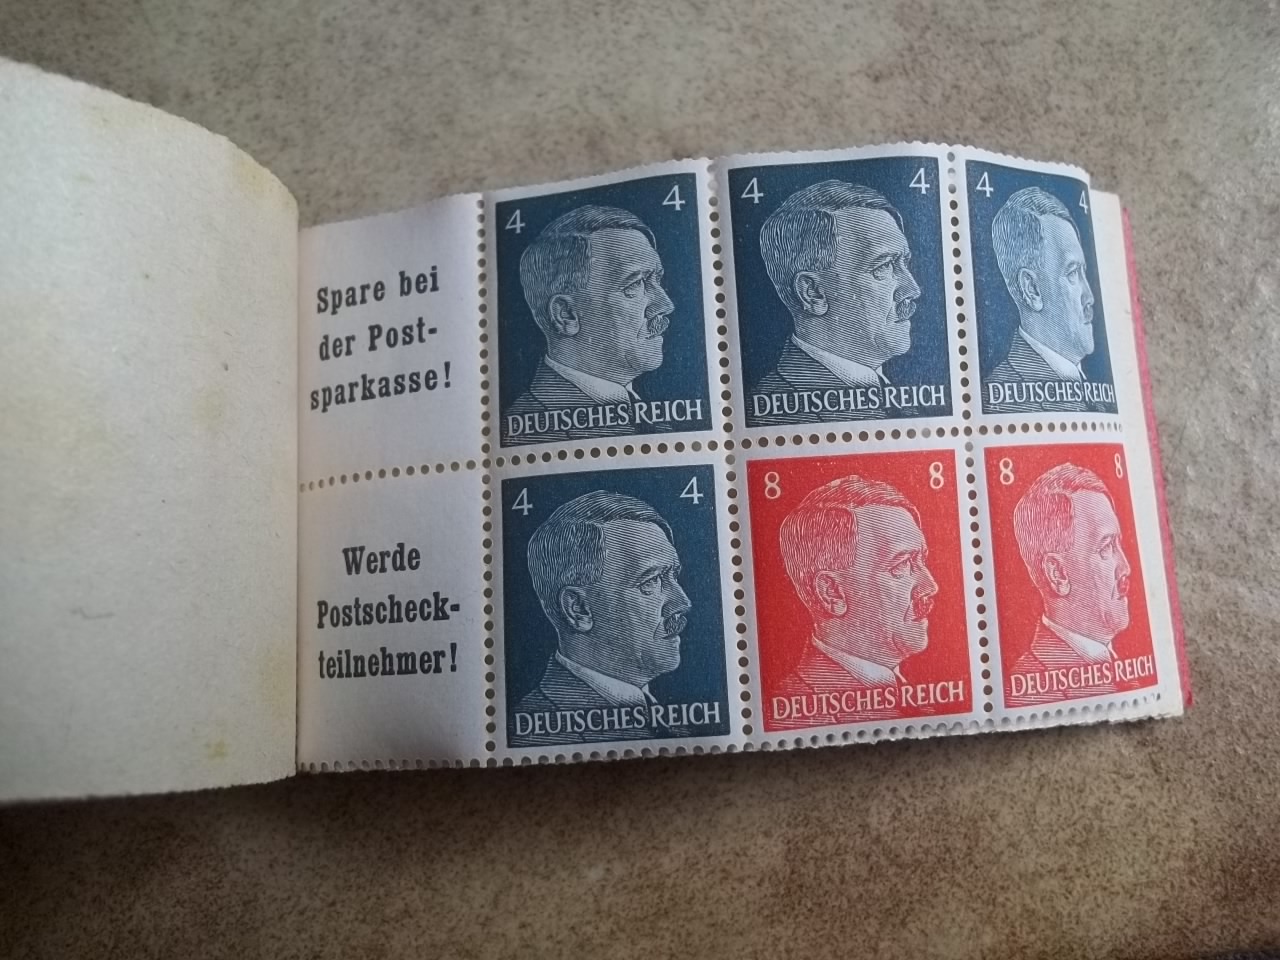 Spare bei
der Post-
sparkasse!
4 4
DEUTSCHES REICH
4 4
DEUTSCHES REICH
4 4
DEUTSCHES REICH
Werde
Postscheck-
teilnehmer!
4 4
DEUTSCHES REICH
8 8
DEUTSCHES REICH
8 8
DEUTSCHES REICH